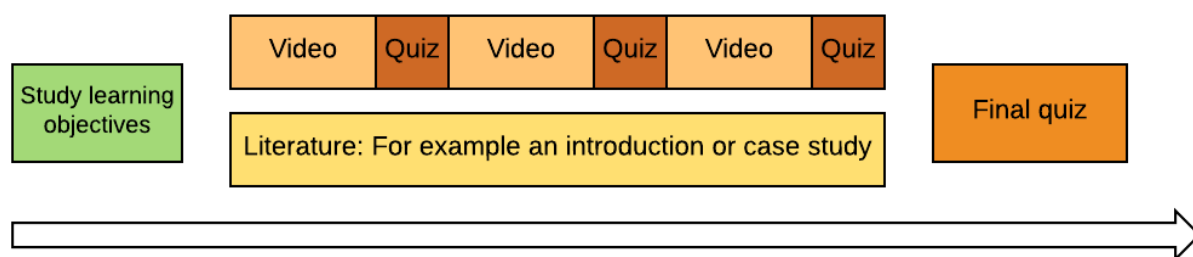 Video Quiz Video Quiz Video Quiz
Study learning
objectives
Literature: For example an introduction or case study
Final quiz